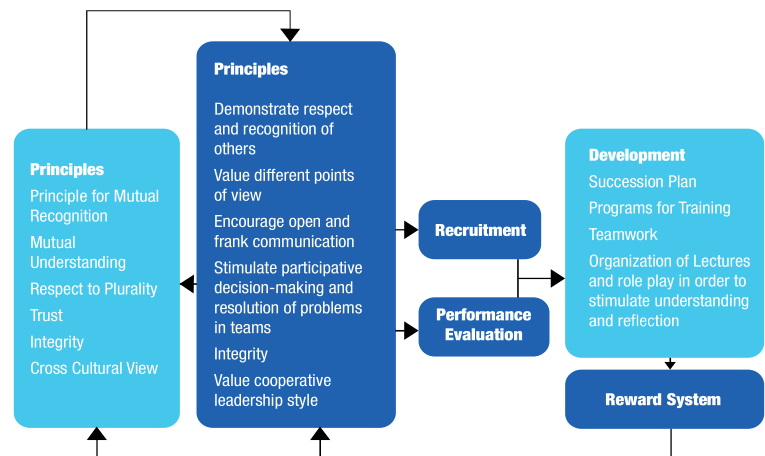 Principles
Principle for Mutual
Recognition
Mutual
Understanding
Respect to Plurality
Trust
Integrity
Cross Cultural View
Principles
Demonstrate respect
and recognition of
others
Value different points
of view
Encourage open and
frank communication
Stimulate participative
decision-making and
resolution of problems
in teams
Integrity
Value cooperative
leadership style
Recruitment
Performance
Evaluation
Development
Succession Plan
Programs for Training
Teamwork
Organization of Lectures
and role play in order to
stimulate understanding
and reflection
Reward System